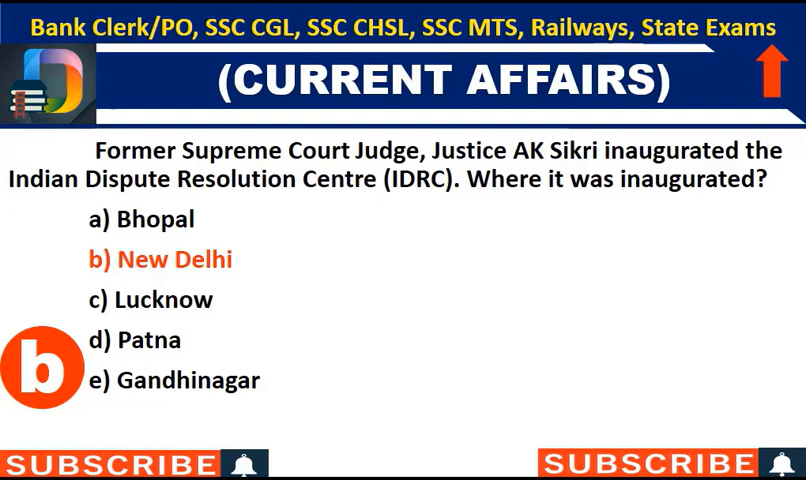 Bank Clerk/PO, SSC CGL, SSC CHSL, SSC MTS, Railways, State Exams
(CURRENT AFFAIRS)
Former Supreme Court Judge, Justice AK Sikri inaugurated the
Indian Dispute Resolution Centre (IDRC). Where it was inaugurated?
a) Bhopal
b) New Delhi
c) Lucknow
d) Patna
b
e) Gandhinagar
SUBSCRIBE
SUBSCRIBE